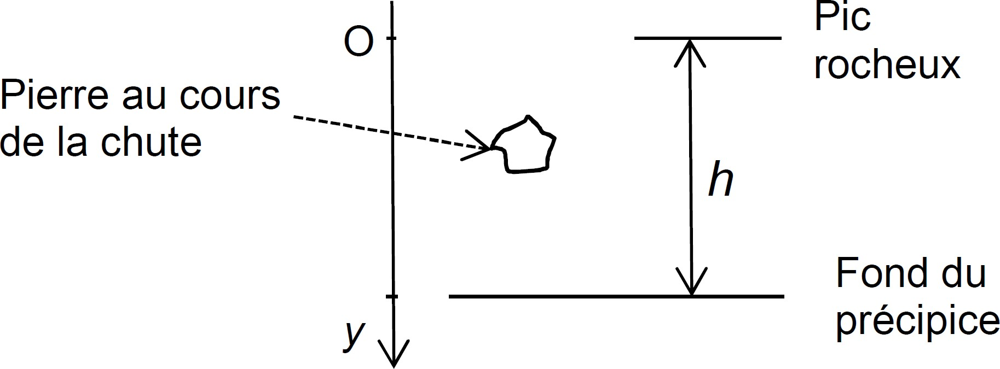 Pic
rocheux
O
Pierre au cours
de la chute
h
Fond du
précipice
y